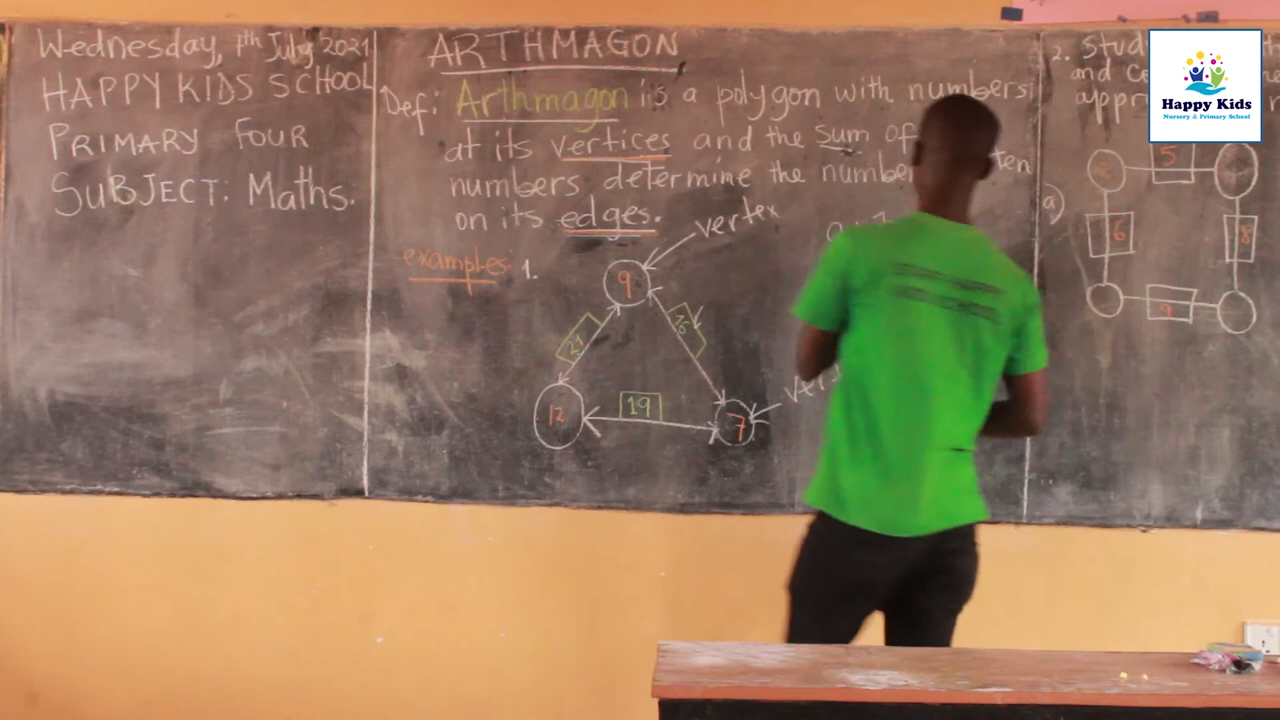 Wednesday, 7th July 2021
HAPPY KIDS SCHOOL
PRIMARY FOUR
SUBJECT: Maths.
ARTHMAGON
Def: Arthmagon is a polygon with numbers
at its vertices and the sum of
numbers, determine the number
on its edges.
examples: 1.
vertex
9
21
12
19
7
2. Stud
and
appr
a)
5
6
8
9
Happy Kids
Nursery & Primary School